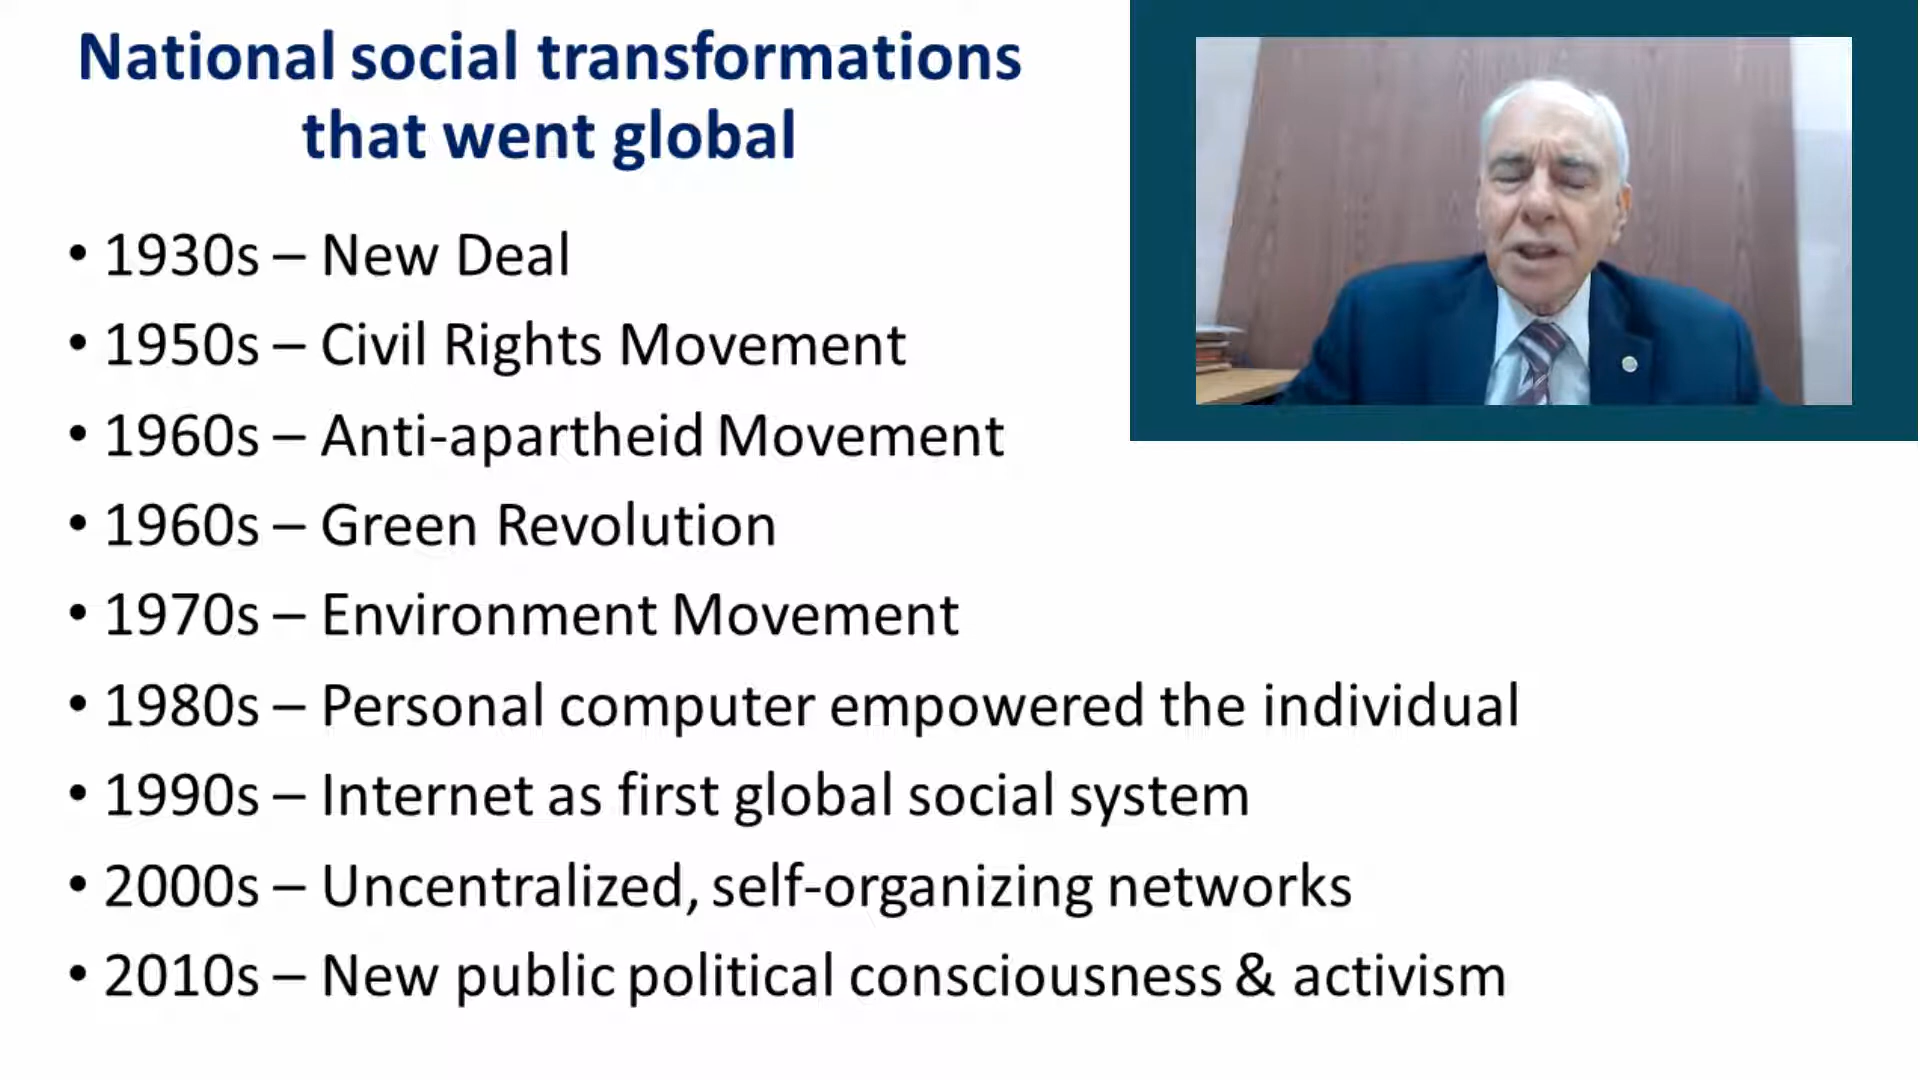 National social transformations
that went global
• 1930s – New Deal
• 1950s – Civil Rights Movement
• 1960s – Anti-apartheid Movement
• 1960s – Green Revolution
• 1970s – Environment Movement
• 1980s – Personal computer empowered the individual
• 1990s – Internet as first global social system
• 2000s – Uncentralized, self-organizing networks
• 2010s – New public political consciousness & activism